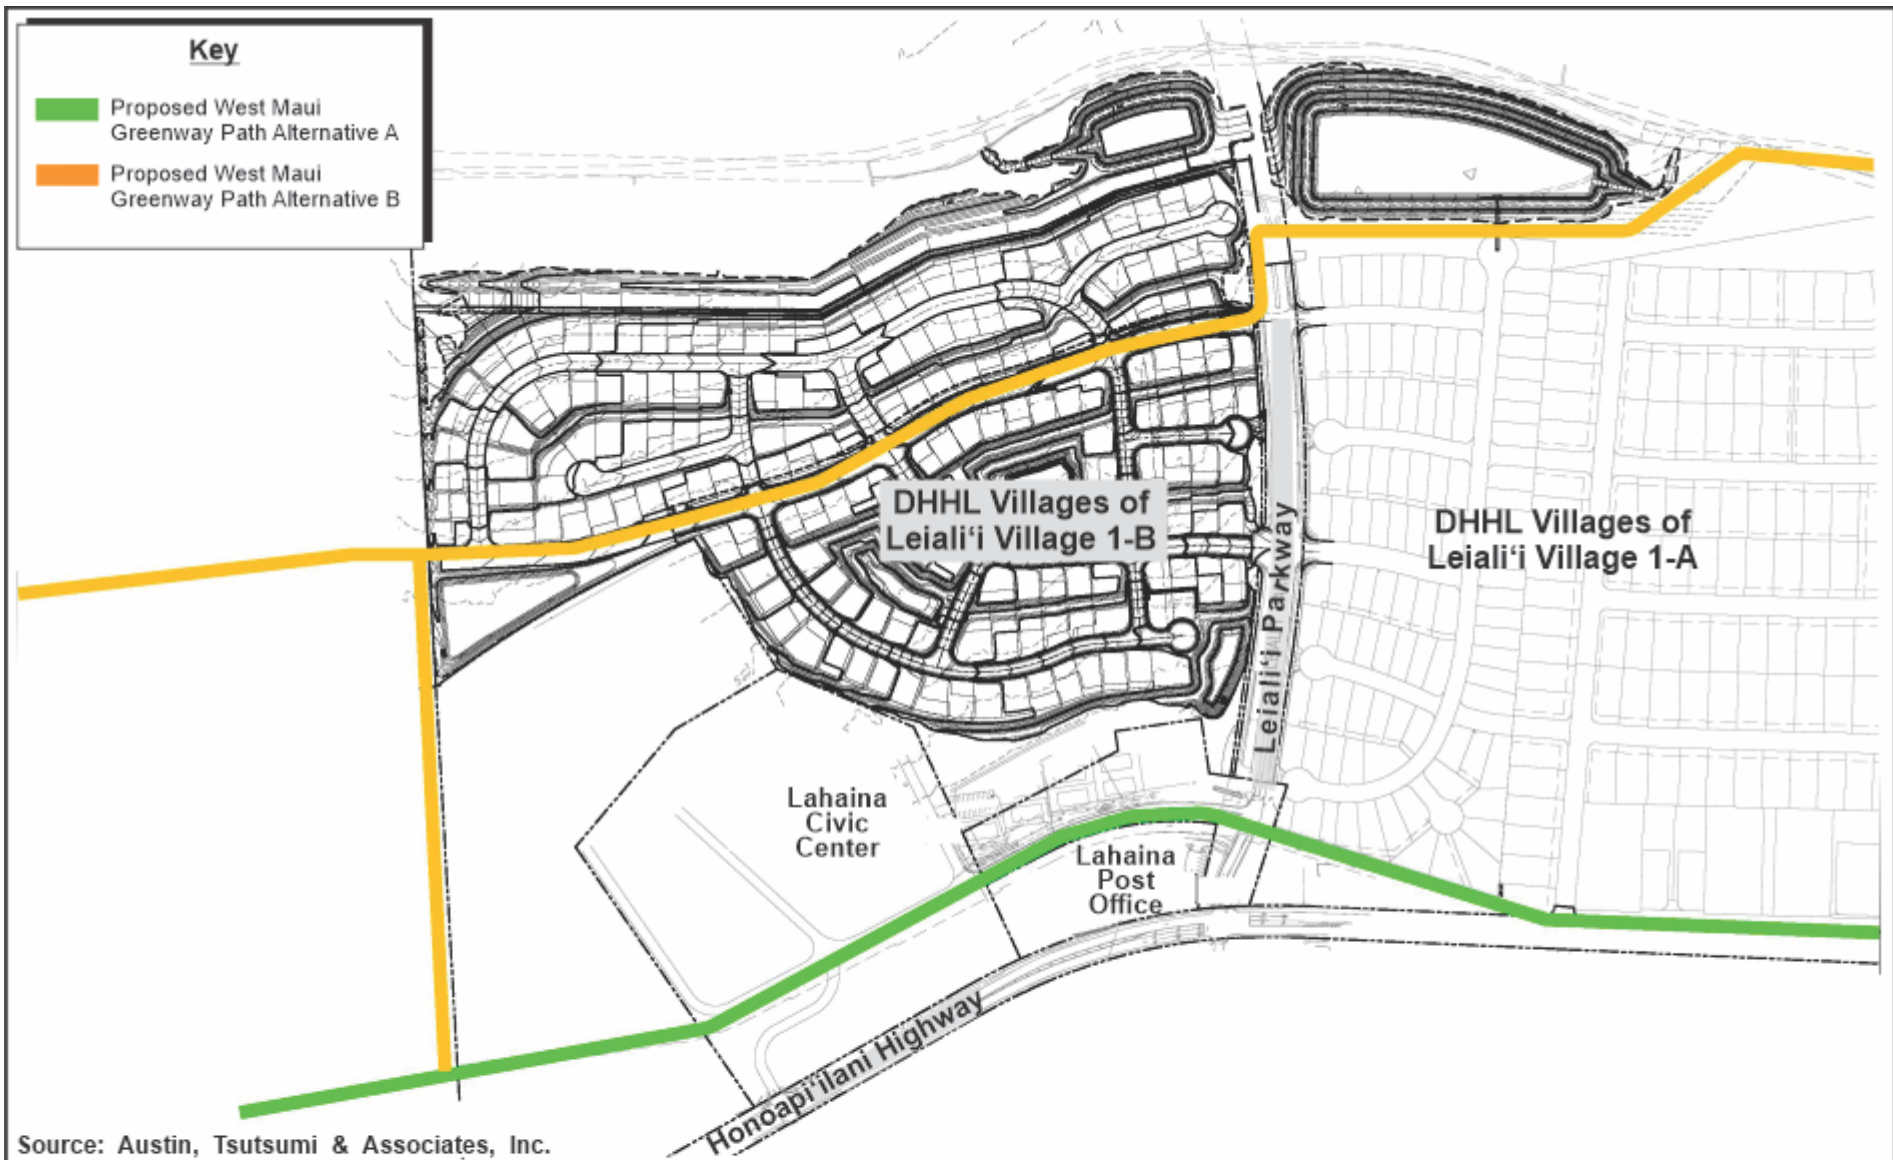 Key
Proposed West Maui
Greenway Path Alternative A
Proposed West Maui
Greenway Path Alternative B
DHHL Villages of
Leiali‘i Village 1-B
DHHL Villages of
Leiali‘i Village 1-A
Leiali‘i Parkway
Lahaina
Civic
Center
Lahaina
Post
Office
Honoapi‘ilani Highway
Source: Austin, Tsutsumi & Associates, Inc.